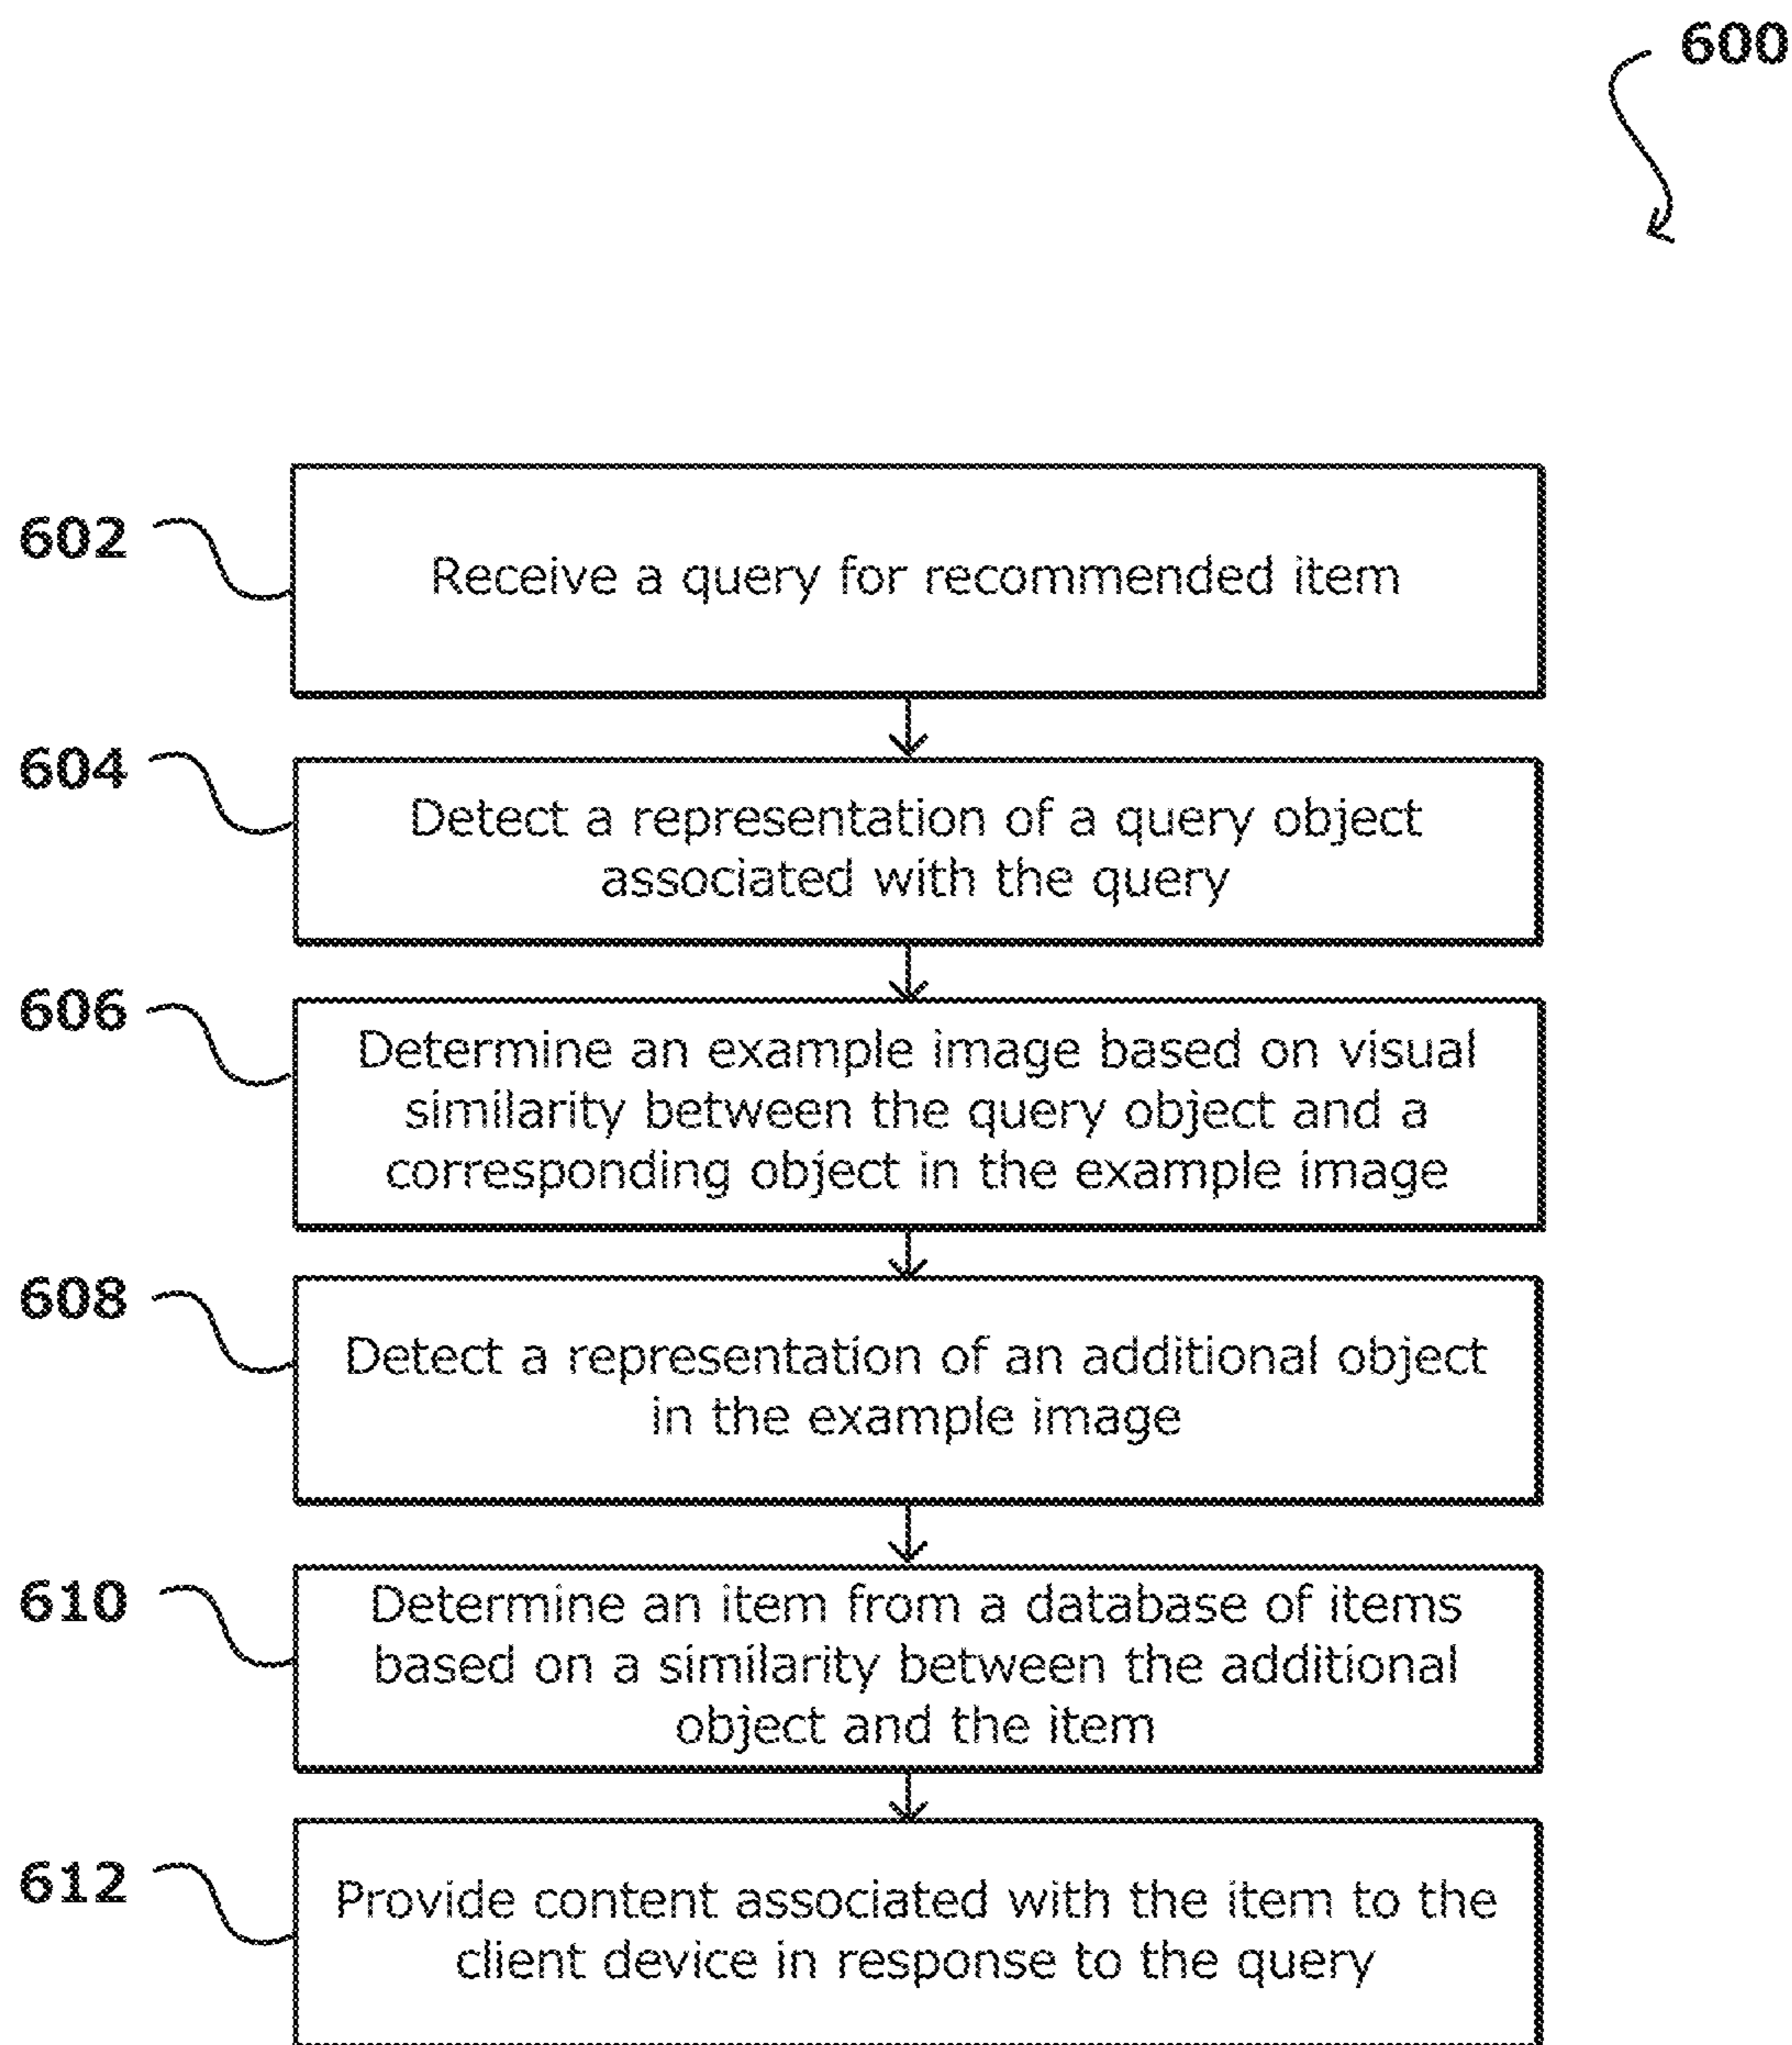 600
602
Receive a query for recommended item
604
Detect a representation of a query object
associated with the query
606
Determine an example image based on visual
similarity between the query object and a
corresponding object in the example image
608
Detect a representation of an additional object
in the example image
610
Determine an item from a database of items
based on a similarity between the additional
object and the item
612
Provide content associated with the item to the
client device in response to the query